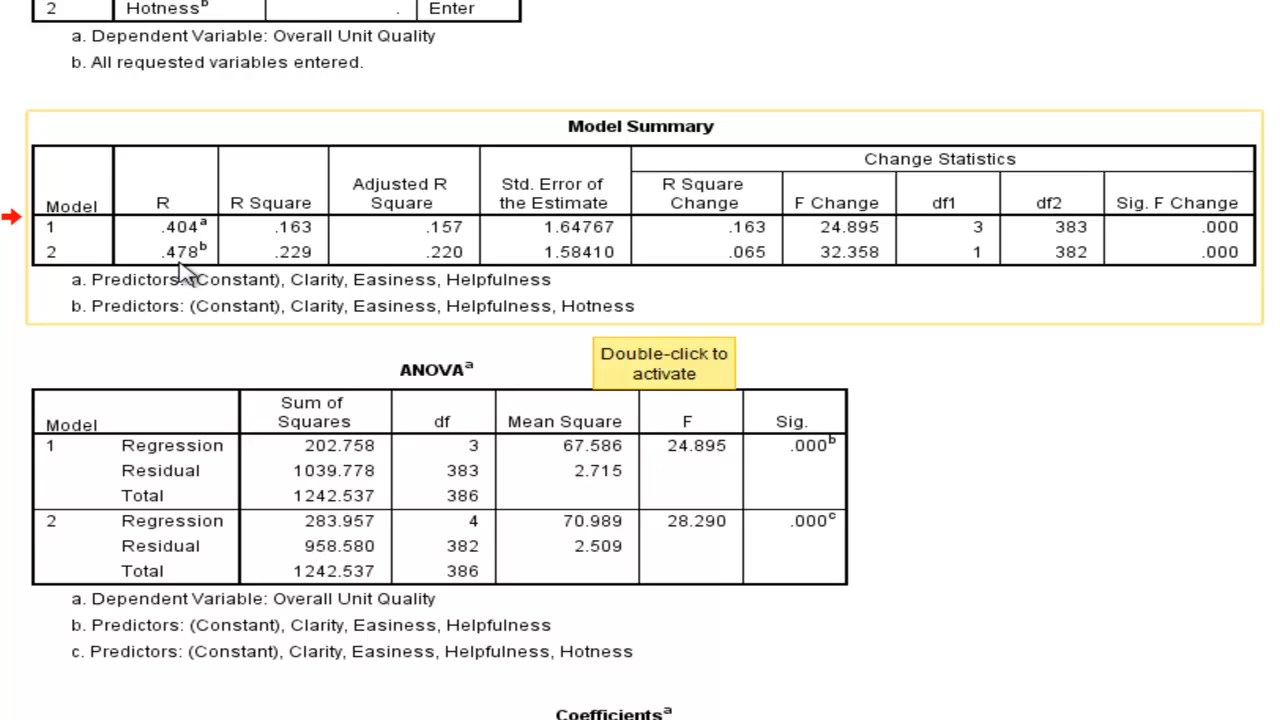 2 Hotness^b . Enter
a. Dependent Variable: Overall Unit Quality
b. All requested variables entered.
Model Summary
Change Statistics
Model R R Square Adjusted R Square Std. Error of the Estimate R Square Change F Change df1 df2 Sig. F Change
1 .404^a .163 .157 1.64767 .163 24.895 3 383 .000
2 .478^b .229 .220 1.58410 .065 32.358 1 382 .000
a. Predictors: (Constant), Clarity, Easiness, Helpfulness
b. Predictors: (Constant), Clarity, Easiness, Helpfulness, Hotness
Double-click to
activate
ANOVA^a
Model Sum of Squares df Mean Square F Sig.
1 Regression 202.758 3 67.586 24.895 .000^b
Residual 1039.778 383 2.715
Total 1242.537 386
2 Regression 283.957 4 70.989 28.290 .000^c
Residual 958.580 382 2.509
Total 1242.537 386
a. Dependent Variable: Overall Unit Quality
b. Predictors: (Constant), Clarity, Easiness, Helpfulness
c. Predictors: (Constant), Clarity, Easiness, Helpfulness, Hotness
Coefficients^a